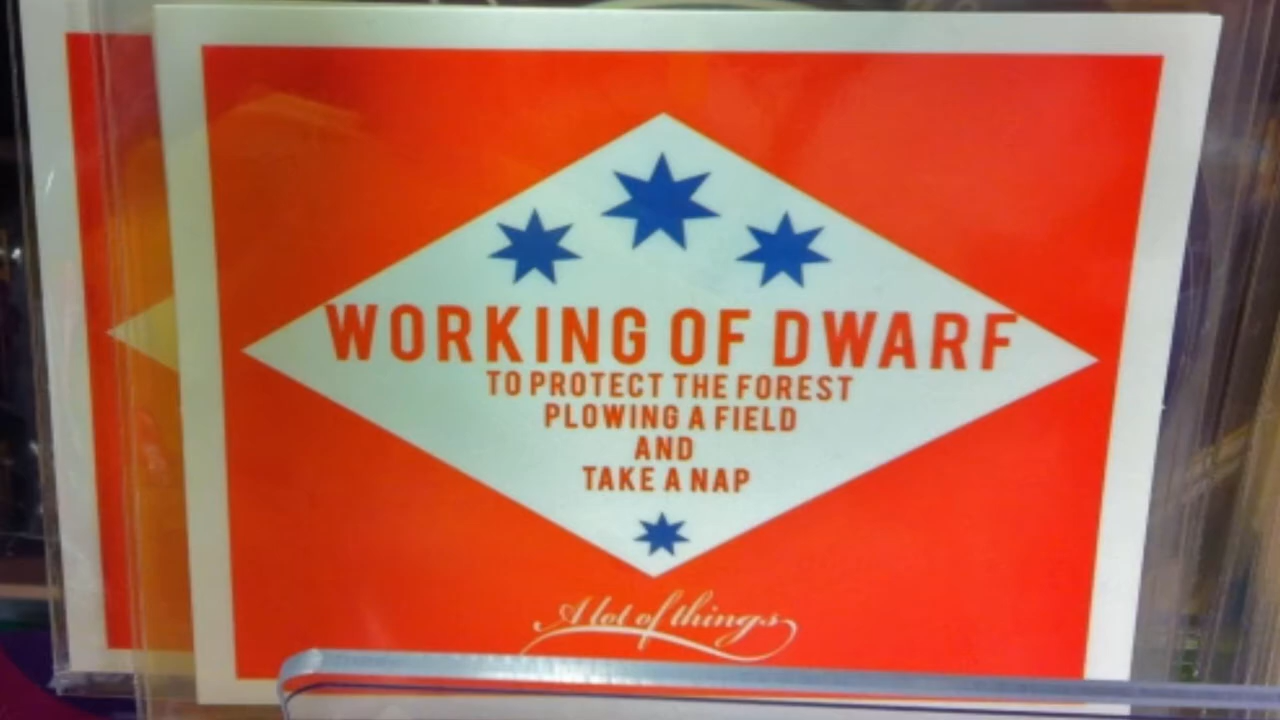 WORKING OF DWARF
TO PROTECT THE FOREST
PLOWING A FIELD
AND
TAKE A NAP
A lot of things